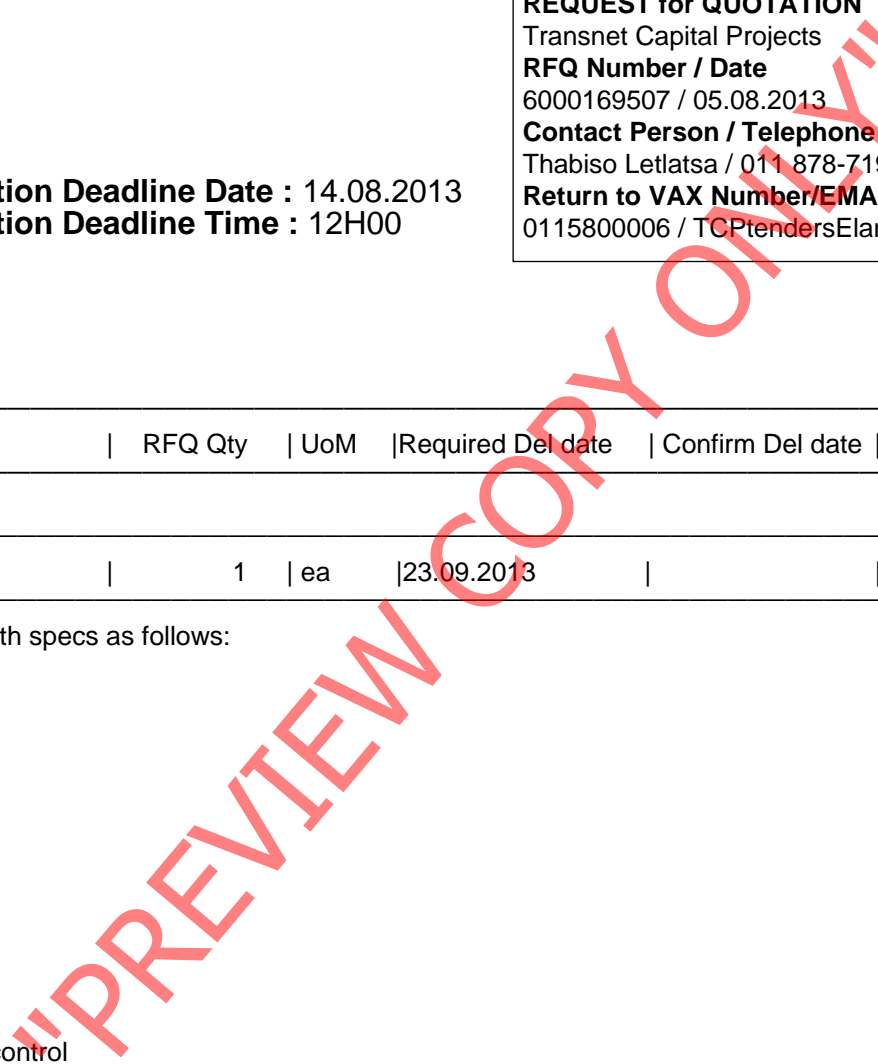 REQUEST for QUOTATION
Transnet Capital Projects
RFQ Number / Date
6000169507 / 05.08.2013
Contact Person / Telephone
Thabiso Letlatsa / 011 878-719
Return to VAX Number/EMA
0115800006 / TCPtendersElan
tion Deadline Date : 14.08.2013
tion Deadline Time : 12H00
| RFQ Qty | UoM |Required Del date | Confirm Del date |
| 1 | ea |23.09.2013 | |
th specs as follows:
control
"PREVIEW COPY ONLY"